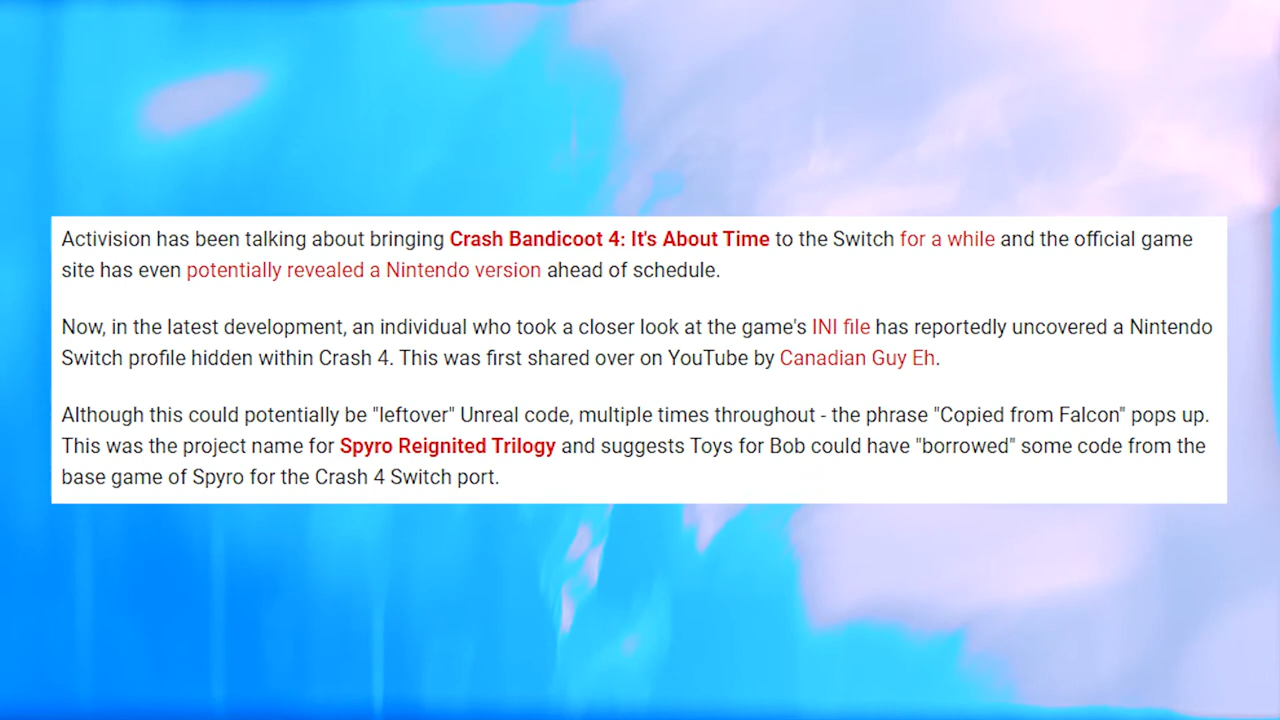 Activision has been talking about bringing Crash Bandicoot 4: It's About Time to the Switch for a while and the official game
site has even potentially revealed a Nintendo version ahead of schedule.
Now, in the latest development, an individual who took a closer look at the game's INI file has reportedly uncovered a Nintendo
Switch profile hidden within Crash 4. This was first shared over on YouTube by Canadian Guy Eh.
Although this could potentially be "leftover" Unreal code, multiple times throughout - the phrase "Copied from Falcon" pops up.
This was the project name for Spyro Reignited Trilogy and suggests Toys for Bob could have "borrowed" some code from the
base game of Spyro for the Crash 4 Switch port.